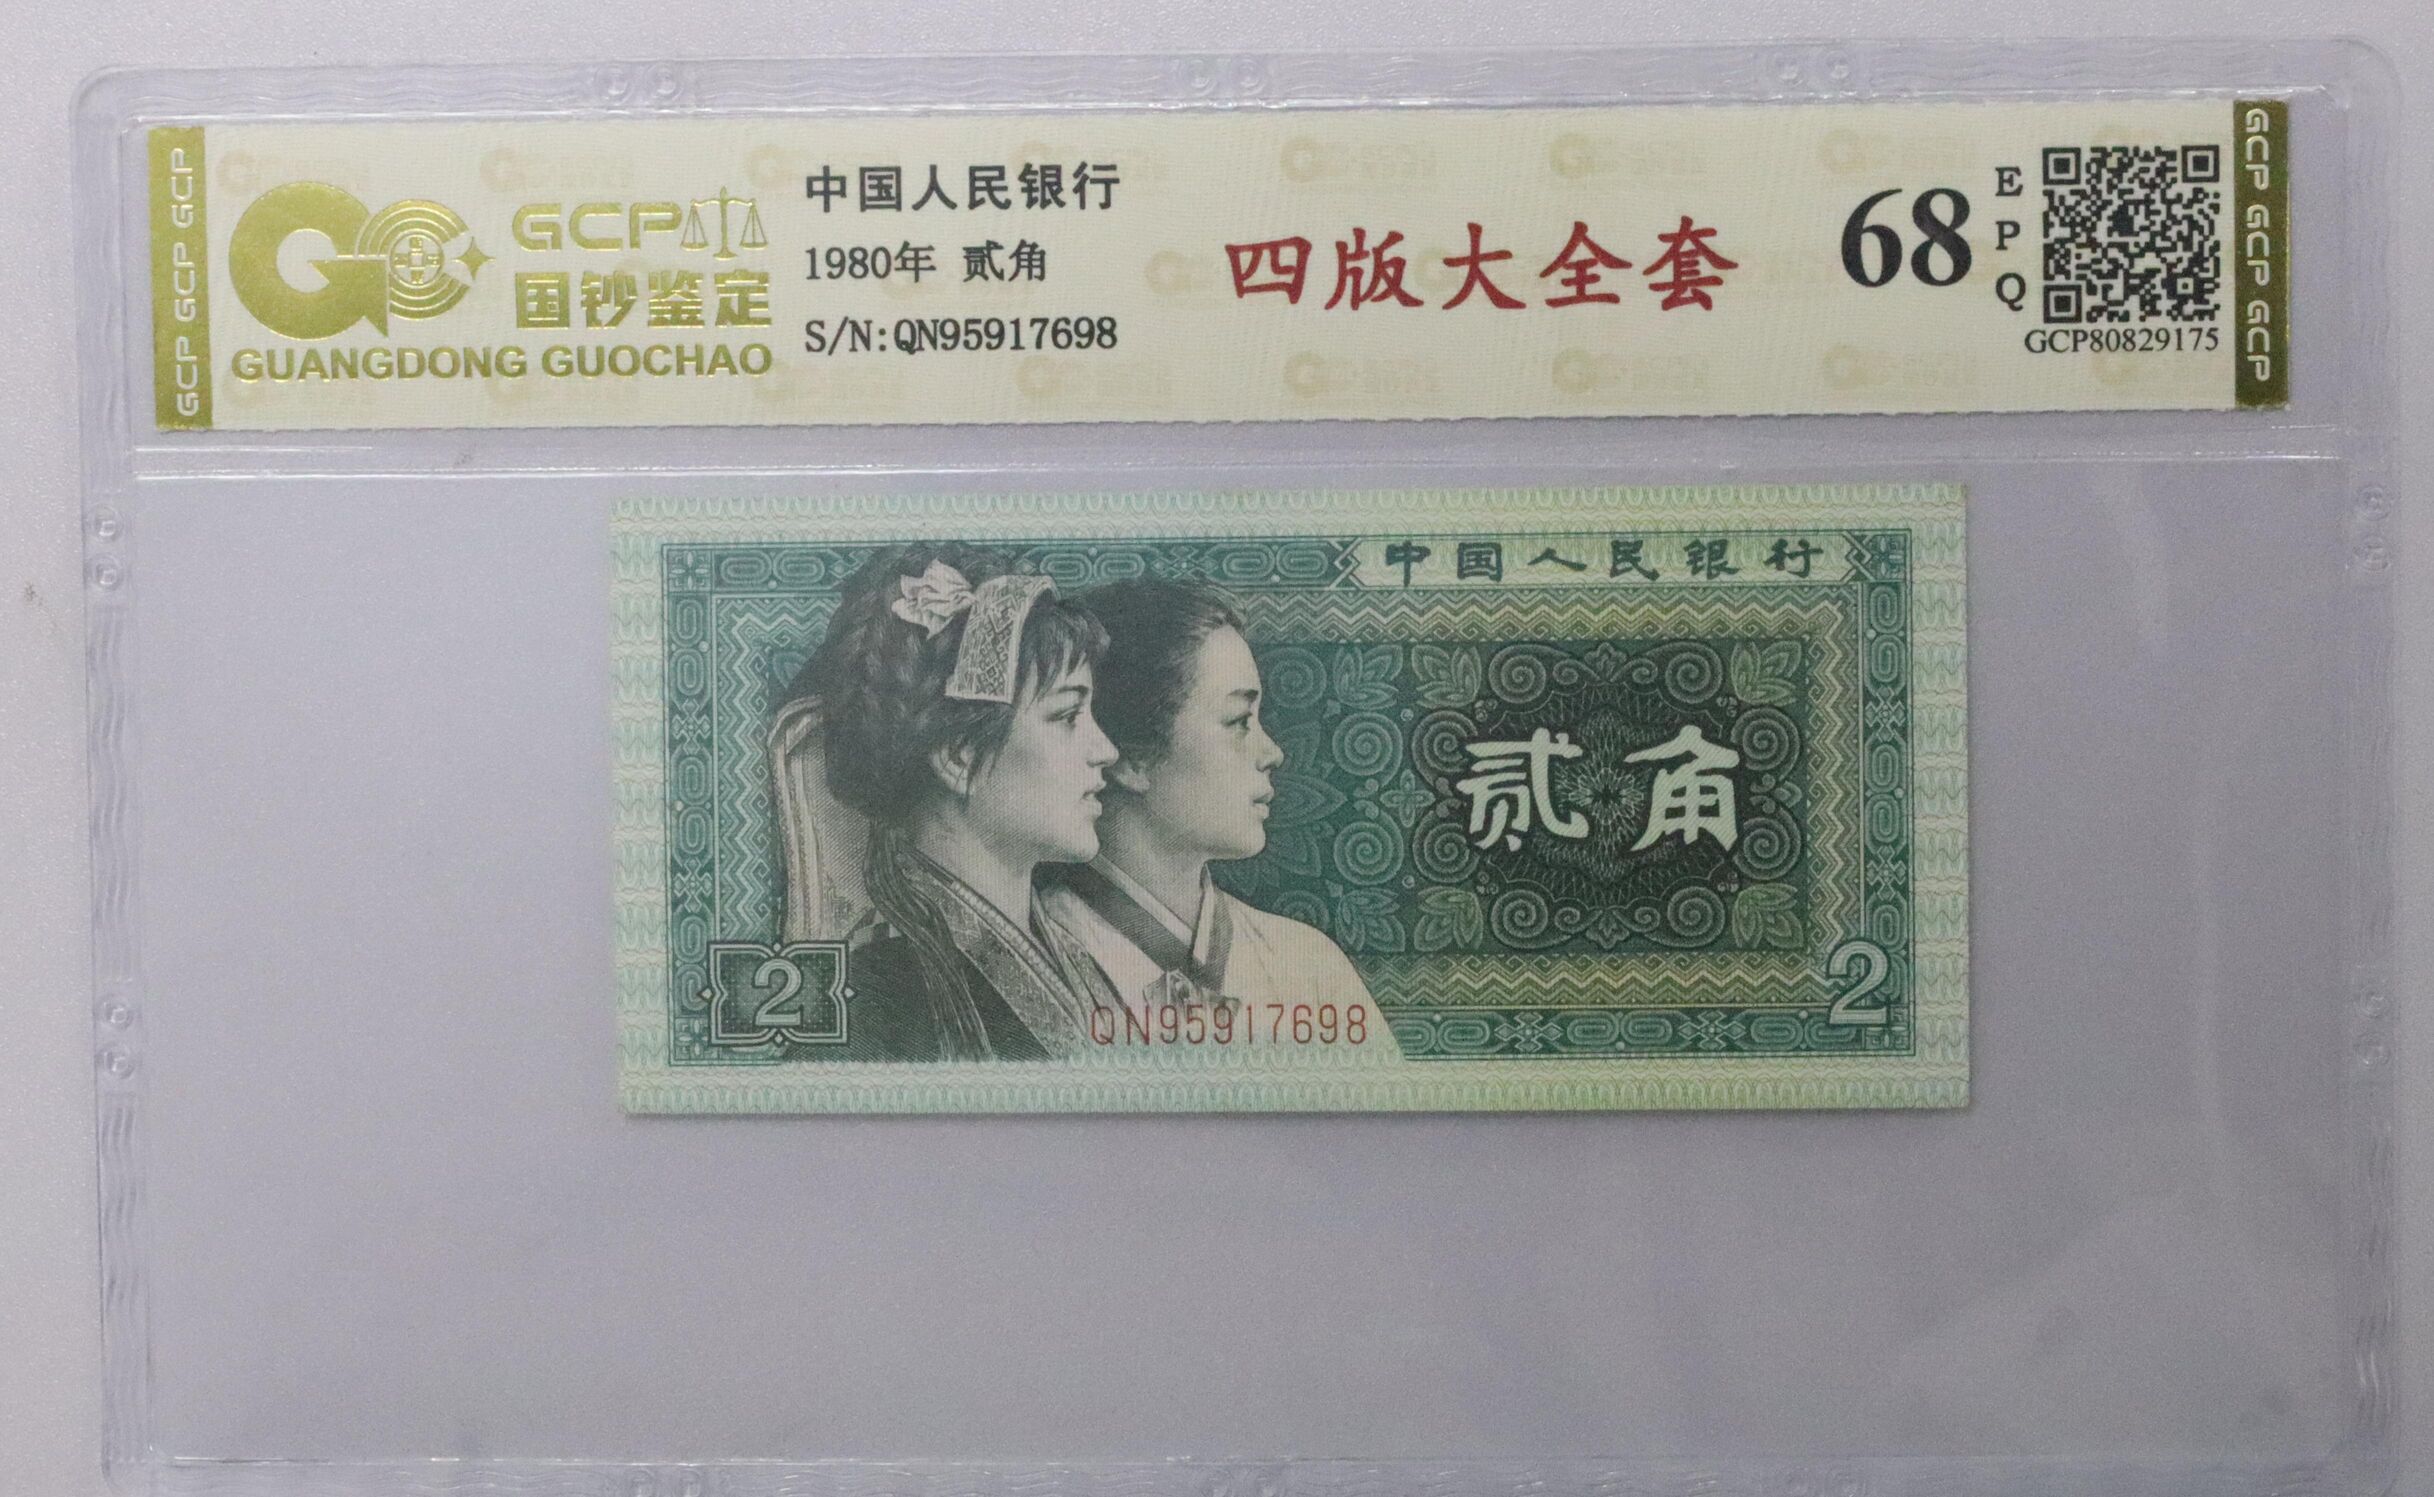 GCP GCP GCP
GCP
国钞鉴定
GUANGDONG GUOCHAO
中国人民银行
1980年 贰角
S/N:QN95917698
四版大全套
68
EPQ
GCP80829175
GCP GCP GCP
中国人民银行
贰角
2
QN95917698
2